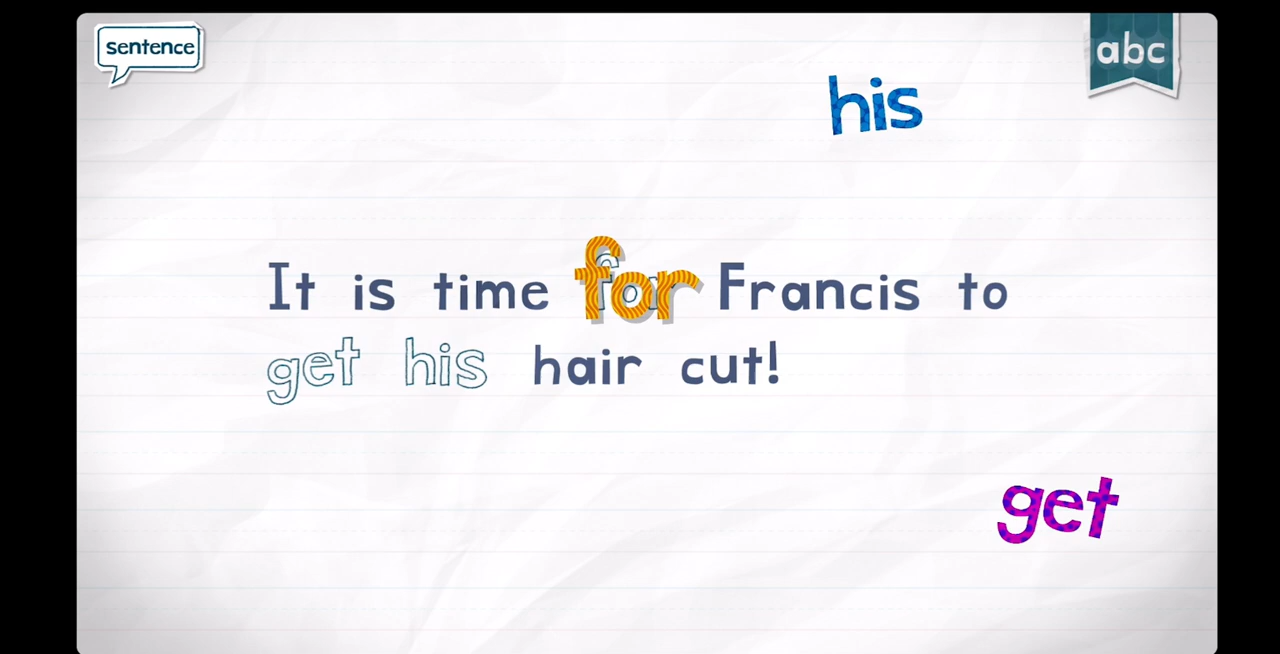 sentence
abc
his
It is time for Francis to
get his hair cut!
get